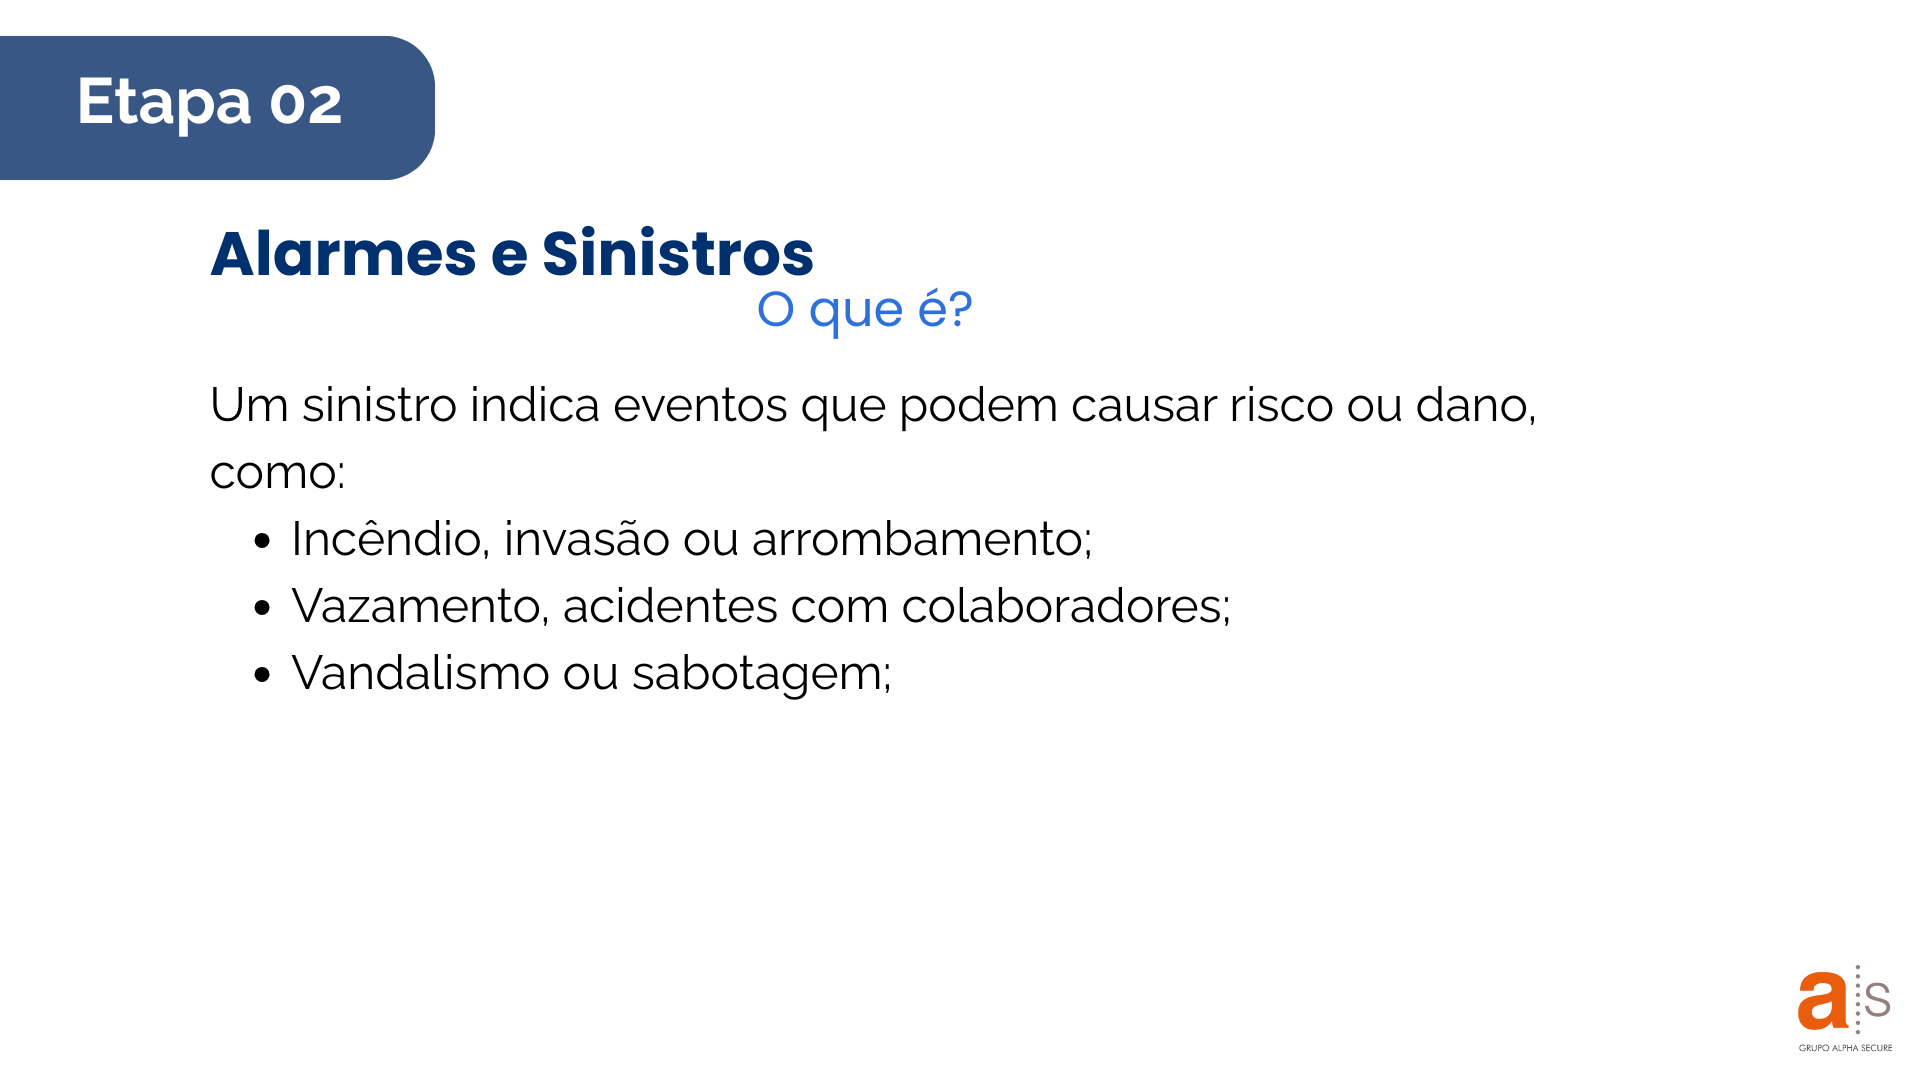 Etapa 02
Alarmes e Sinistros
O que é?
Um sinistro indica eventos que podem causar risco ou dano,
como:
• Incêndio, invasão ou arrombamento;
• Vazamento, acidentes com colaboradores;
• Vandalismo ou sabotagem;
a s
GRUPO ALPHA SECURE